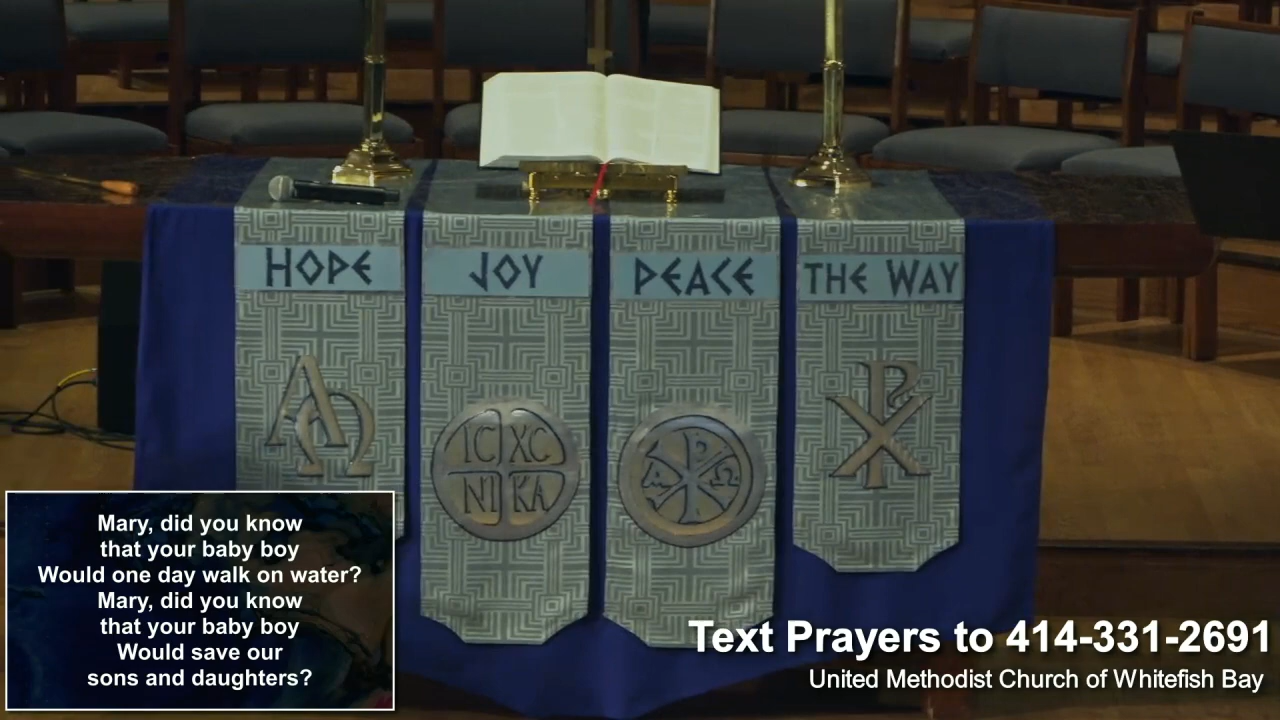 HOPE
JOY
PEACE
THE WAY
ΑΩ
IC XC
NI KA
Α Ρ Ω
Mary, did you know
that your baby boy
Would one day walk on water?
Mary, did you know
that your baby boy
Would save our
sons and daughters?
Text Prayers to 414-331-2691
United Methodist Church of Whitefish Bay